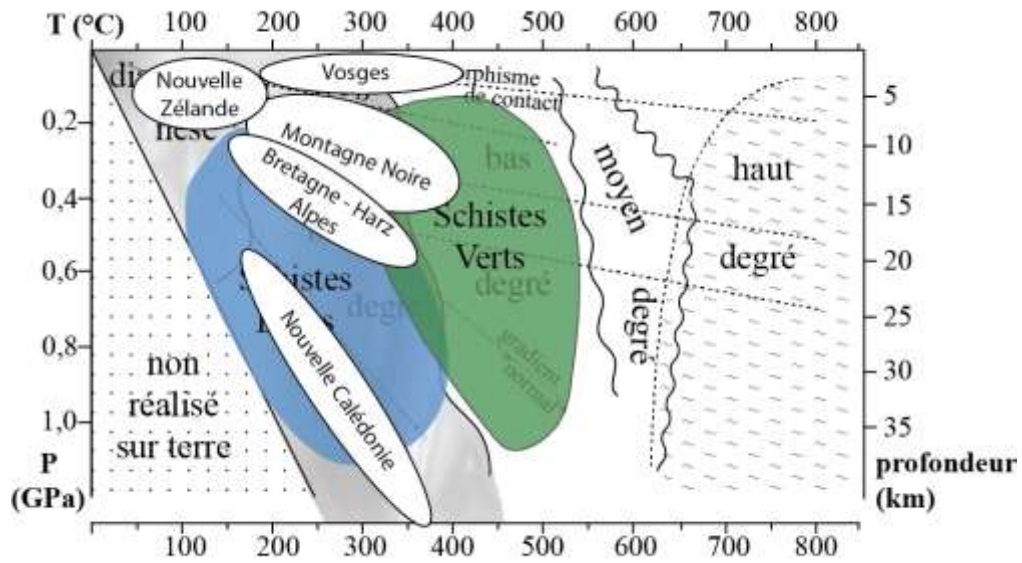 T (°C)
100 200 300 400 500 600 700 800
Nouvelle
Zélande
Vosges
rphisme
de contact
5
0,2
Montagne Noire
bas
moyen
haut
10
Bretagne - Harz
Alpes
0,4
Schistes
Verts
15
degré
degré
degré
20
0,6
Nouvelle Calédonie
25
0,8
non
réalisé
sur terre
gradient
normal
30
1,0
35
P
(GPa)
profondeur
(km)
100 200 300 400 500 600 700 800